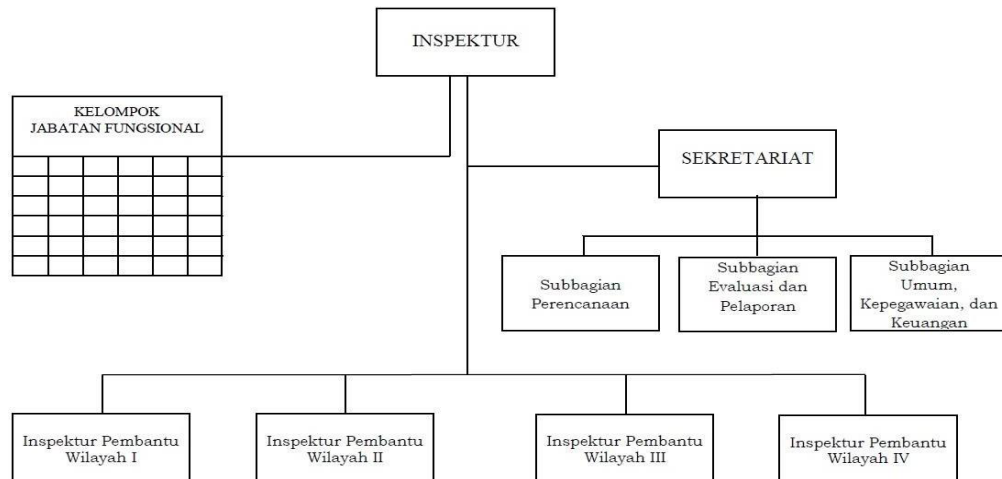 INSPEKTUR
KELOMPOK
JABATAN FUNGSIONAL
SEKRETARIAT
Subbagian
Perencanaan
Subbagian
Evaluasi dan
Pelaporan
Subbagian
Umum,
Kepegawaian, dan
Keuangan
Inspektur Pembantu
Wilayah I
Inspektur Pembantu
Wilayah II
Inspektur Pembantu
Wilayah III
Inspektur Pembantu
Wilayah IV